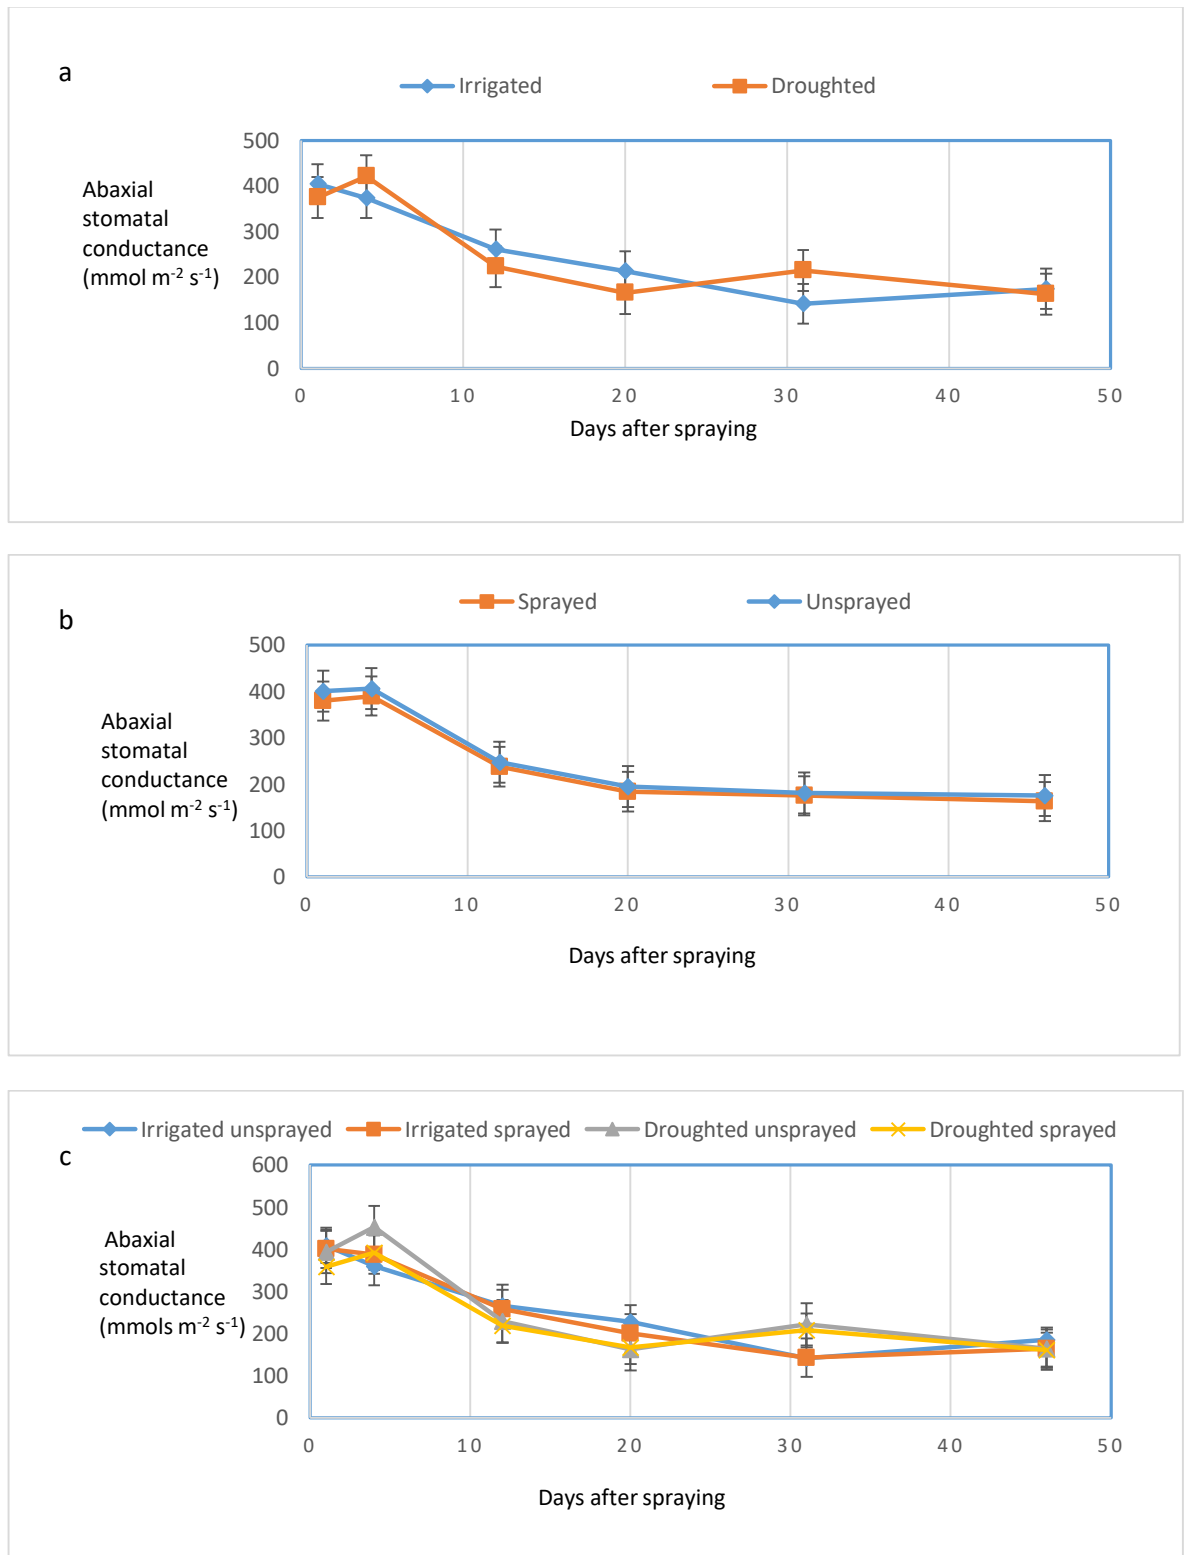 a
Irrigated Droughted
500
400
300
200
100
0
Abaxial
stomatal
conductance
(mmol m⁻² s⁻¹)
0 10 20 30 40 50
Days after spraying
b
Sprayed Unsprayed
500
400
300
200
100
0
Abaxial
stomatal
conductance
(mmol m⁻² s⁻¹)
0 10 20 30 40 50
Days after spraying
c
Irrigated unsprayed Irrigated sprayed Droughted unsprayed Droughted sprayed
600
500
400
300
200
100
0
Abaxial
stomatal
conductance
(mmols m⁻² s⁻¹)
0 10 20 30 40 50
Days after spraying